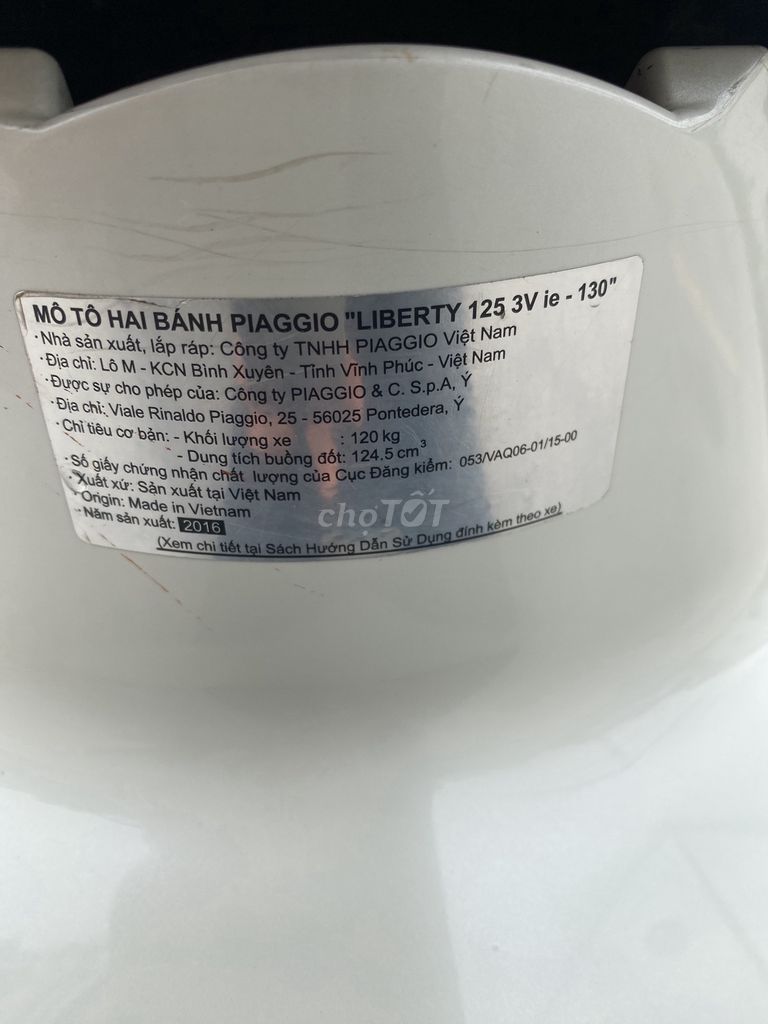 MÔ TÔ HAI BÁNH PIAGGIO "LIBERTY 125 3V ie - 130"
·Nhà sản xuất, lắp ráp: Công ty TNHH PIAGGIO Việt Nam
·Địa chỉ: Lô M - KCN Bình Xuyên - Tỉnh Vĩnh Phúc - Việt Nam
·Được sự cho phép của: Công ty PIAGGIO & C. S.p.A, Ý
·Địa chỉ: Viale Rinaldo Piaggio, 25 - 56025 Pontedera, Ý
·Chỉ tiêu cơ bản: - Khối lượng xe : 120 kg
- Dung tích buồng đốt: 124.5 cm³
·Số giấy chứng nhận chất lượng của Cục Đăng kiểm: 053/VAQ06-01/15-00
·Xuất xứ: Sản xuất tại Việt Nam
·Origin: Made in Vietnam
·Năm sản xuất: 2016
(Xem chi tiết tại Sách Hướng Dẫn Sử Dụng đính kèm theo xe)
chợTỐT